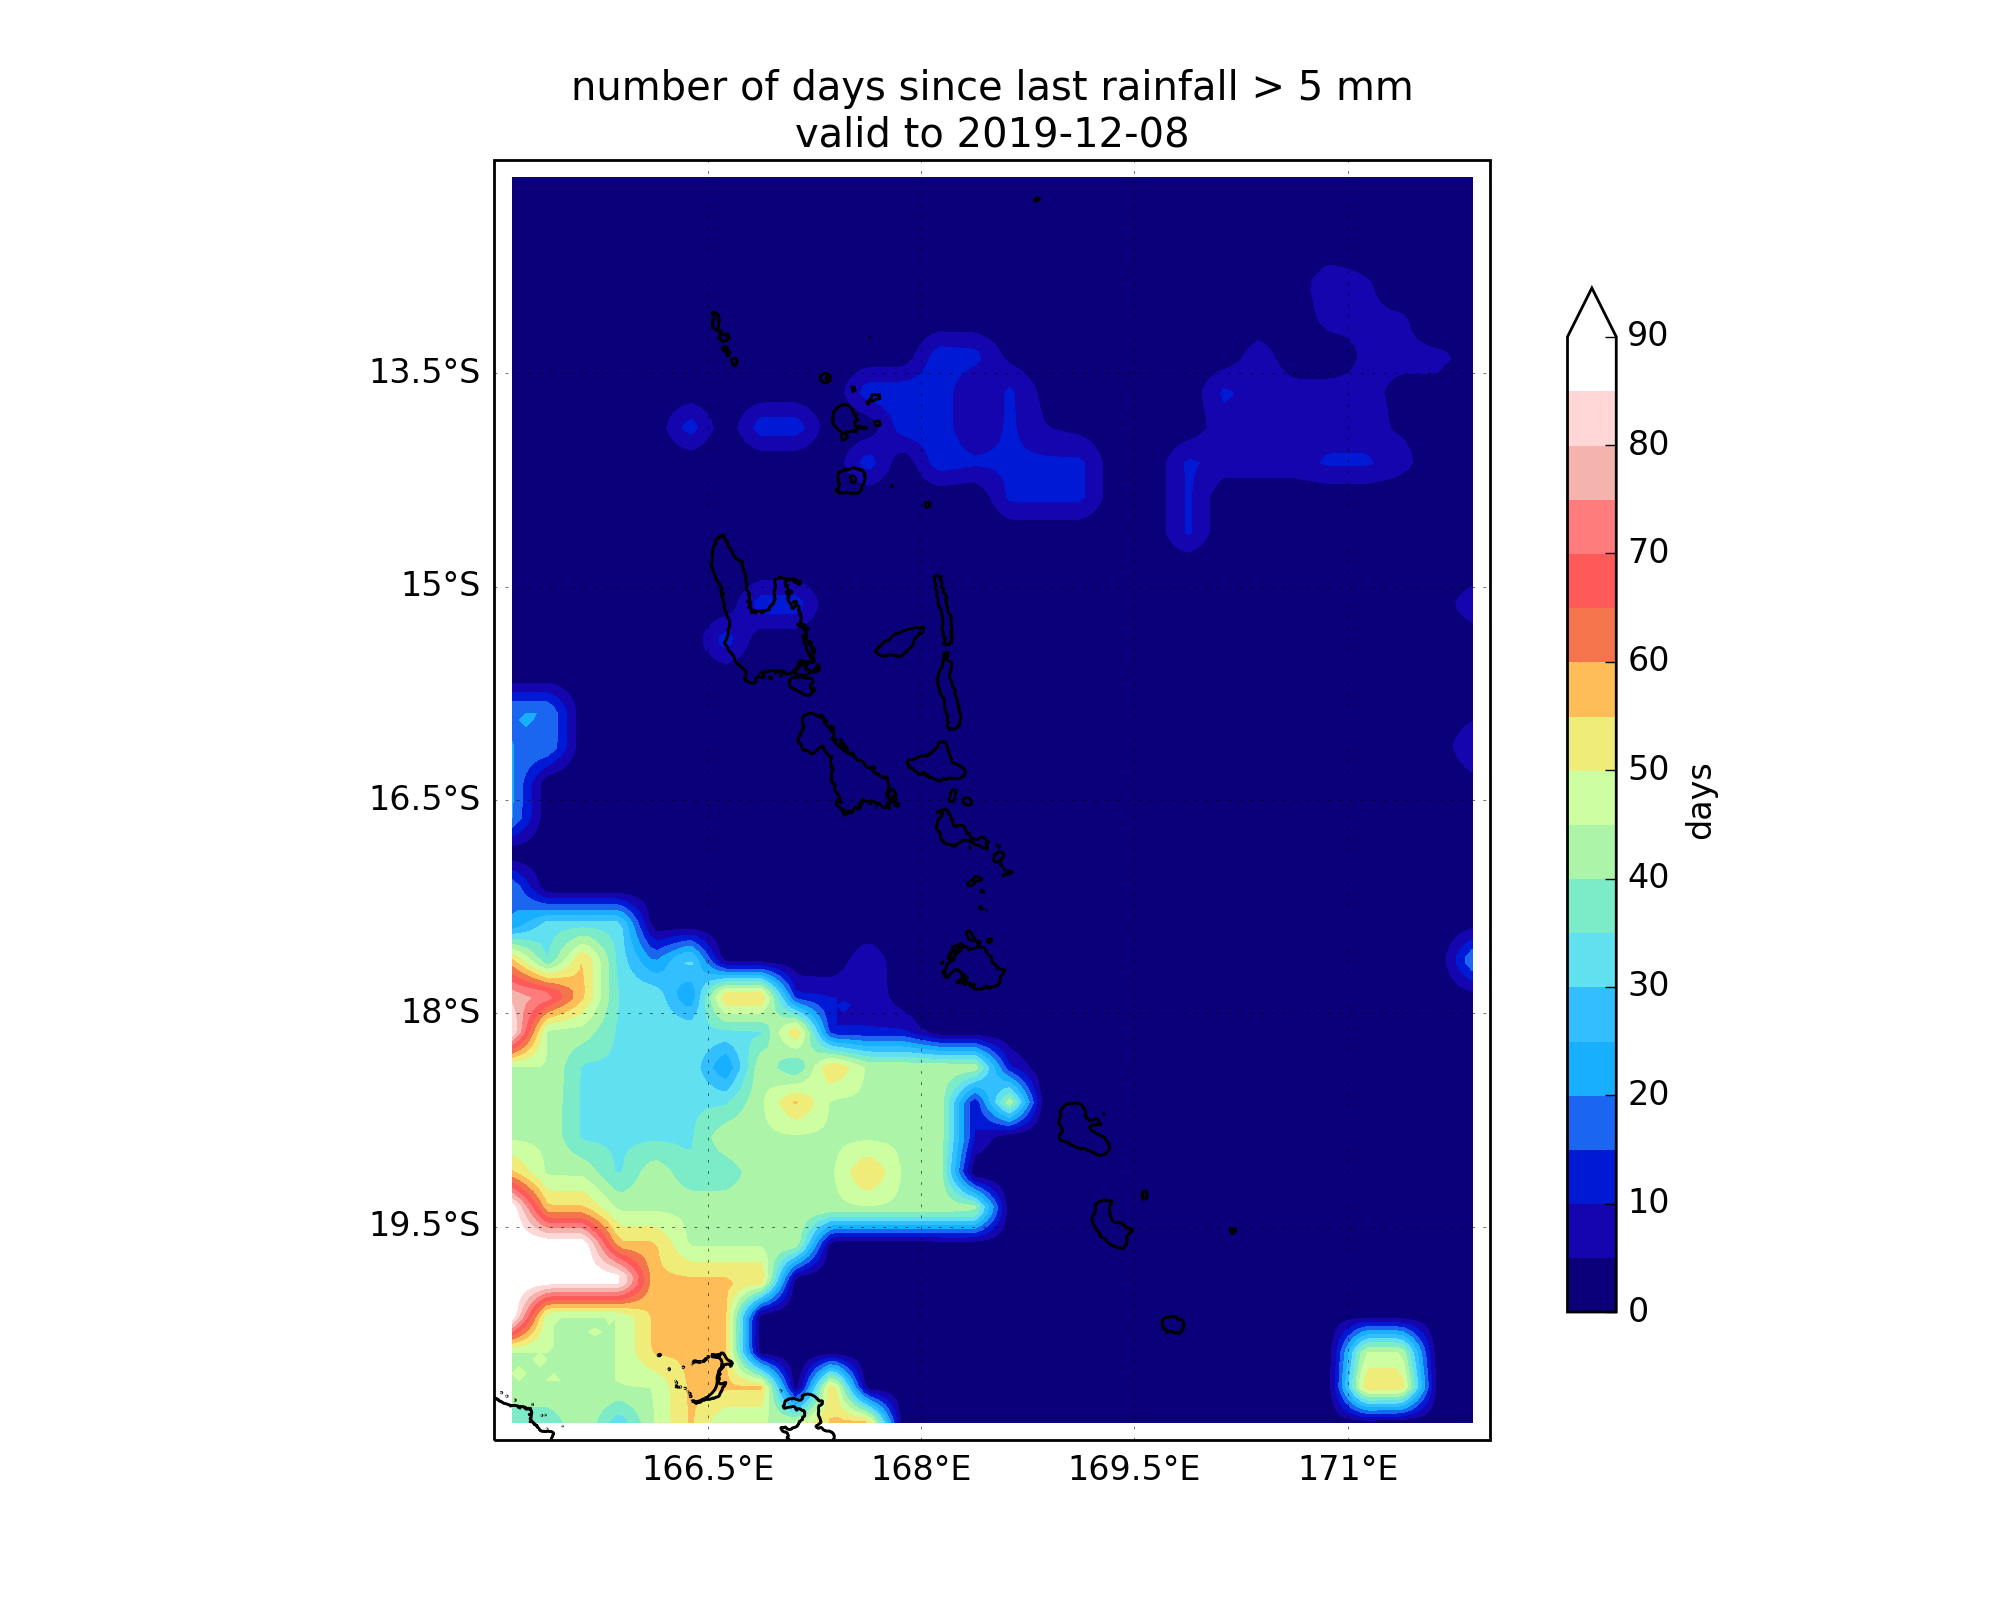 number of days since last rainfall > 5 mm
valid to 2019-12-08
13.5°S
15°S
16.5°S
18°S
19.5°S
166.5°E
168°E
169.5°E
171°E
90
80
70
60
50
40
30
20
10
0
days